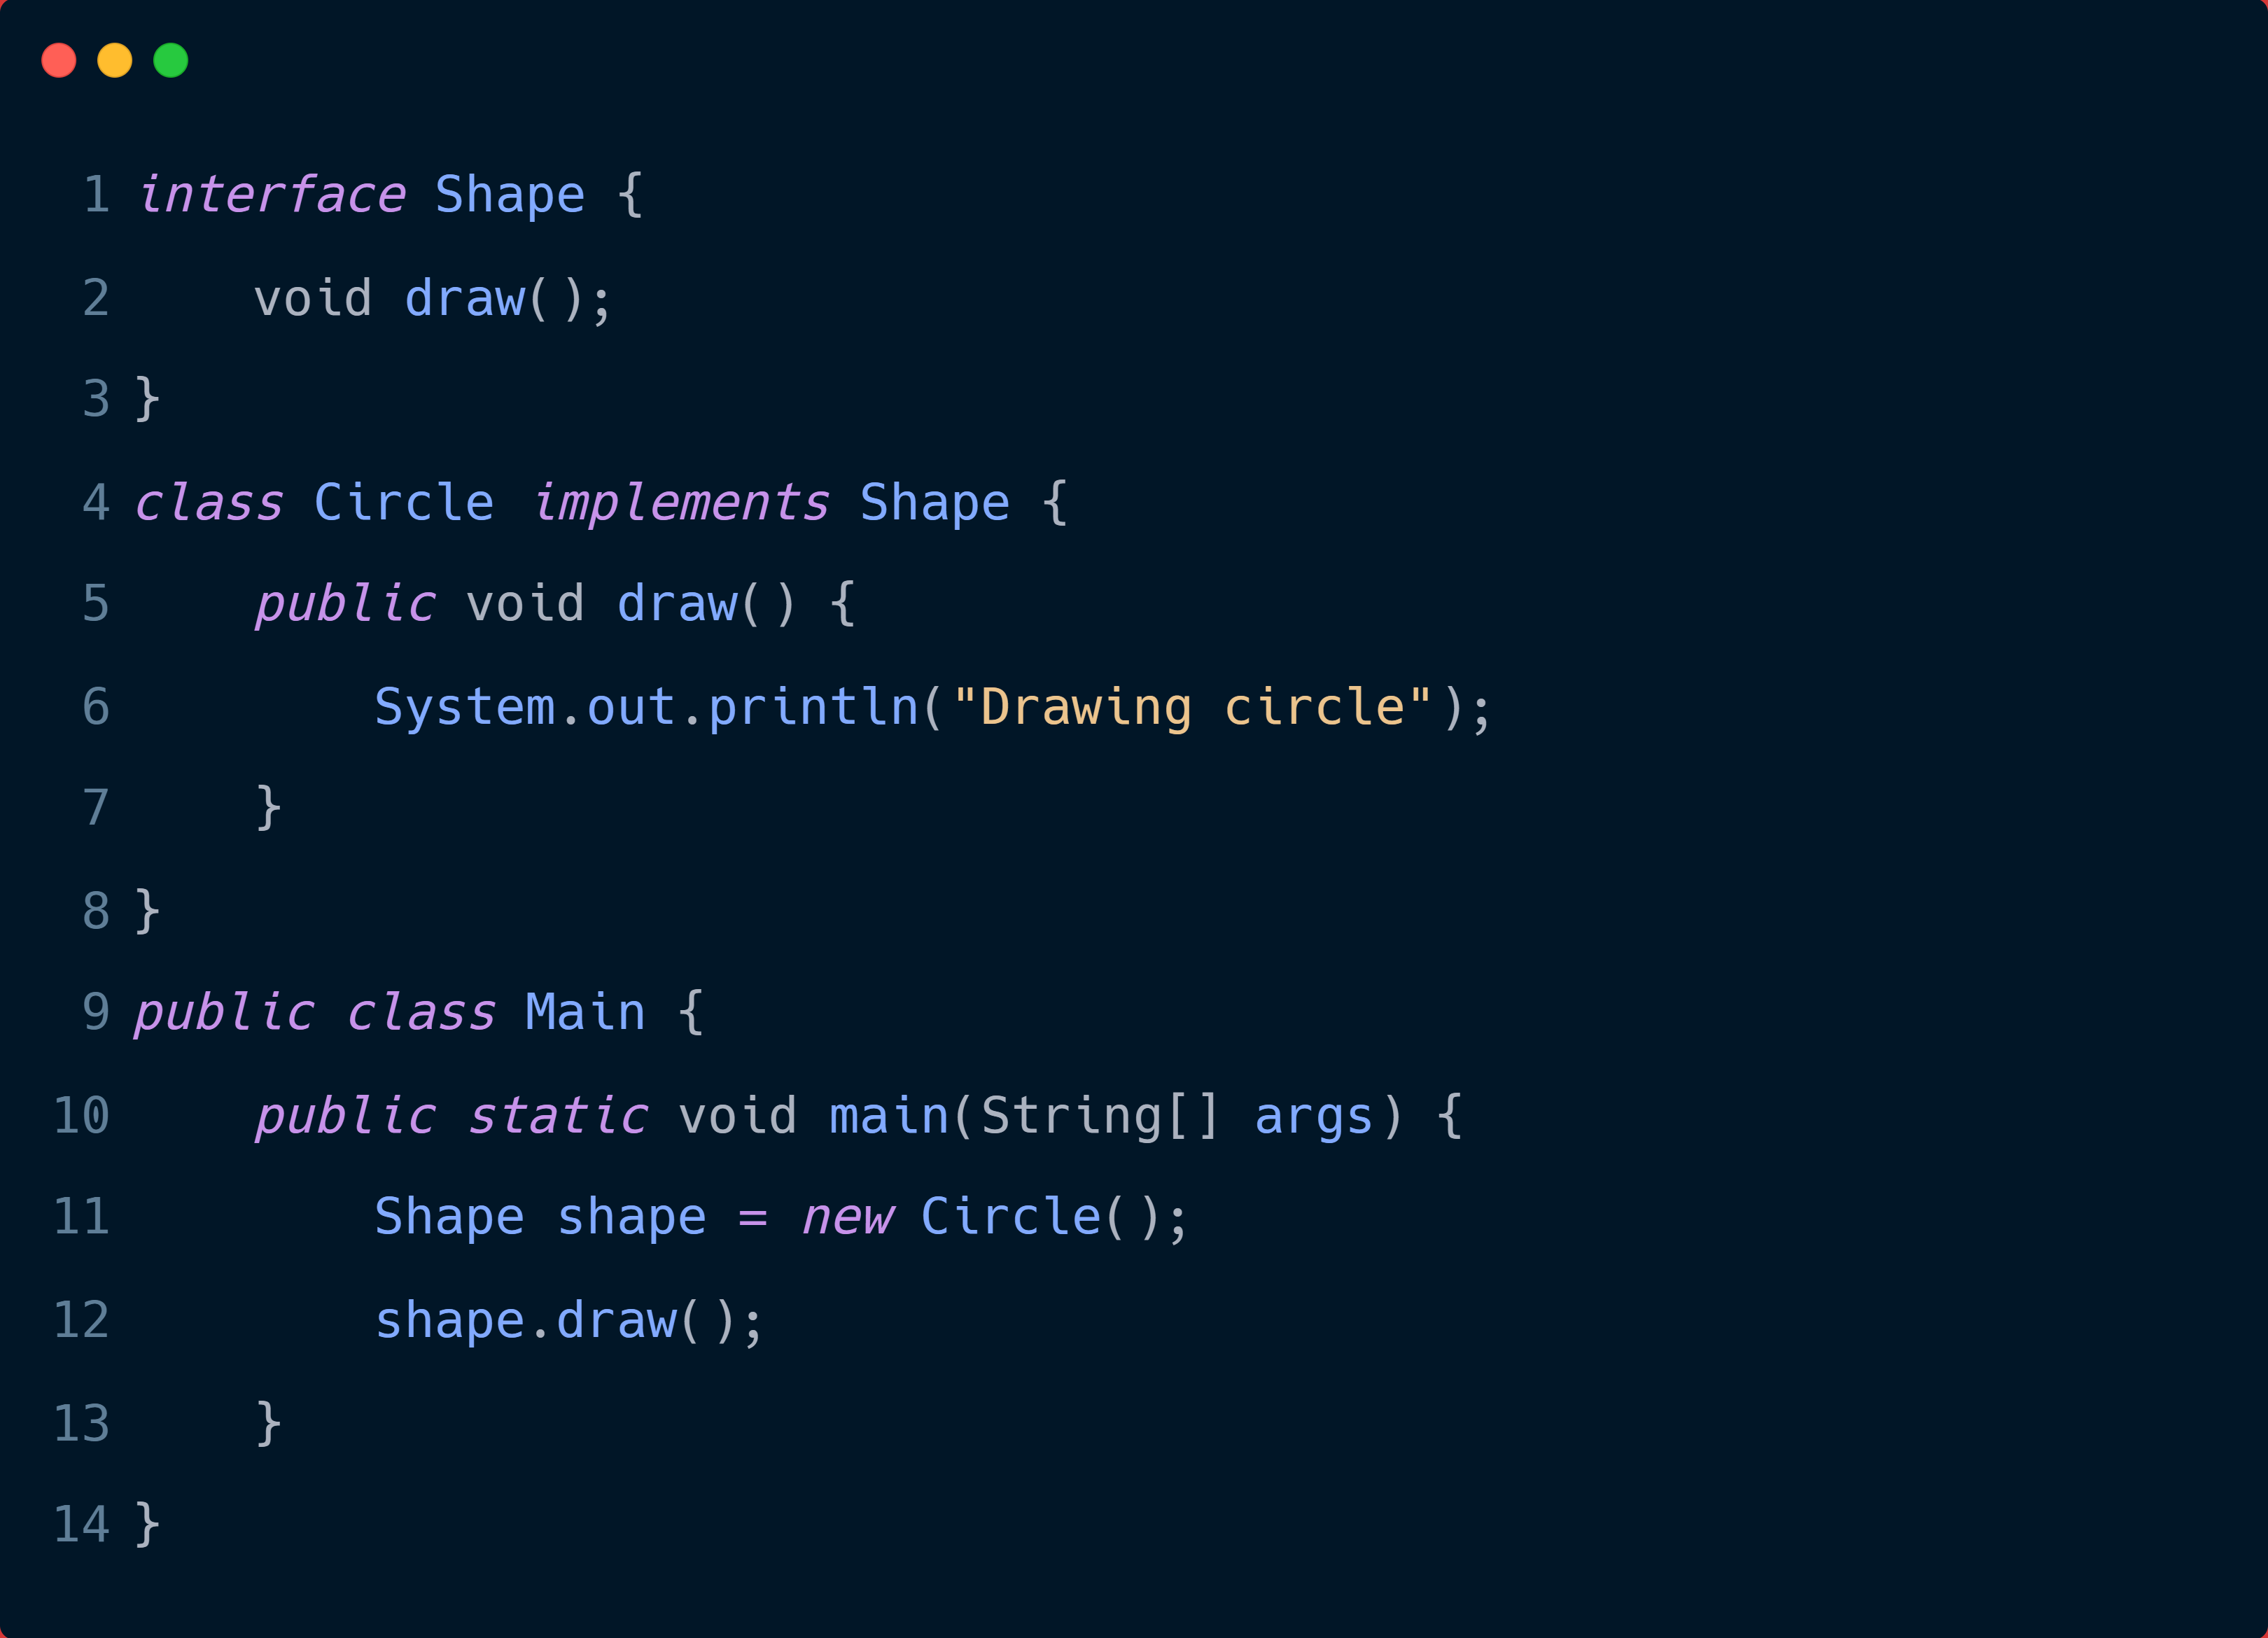 1 interface Shape {
2     void draw();
3 }
4 class Circle implements Shape {
5     public void draw() {
6         System.out.println("Drawing circle");
7     }
8 }
9 public class Main {
10     public static void main(String[] args) {
11         Shape shape = new Circle();
12         shape.draw();
13     }
14 }